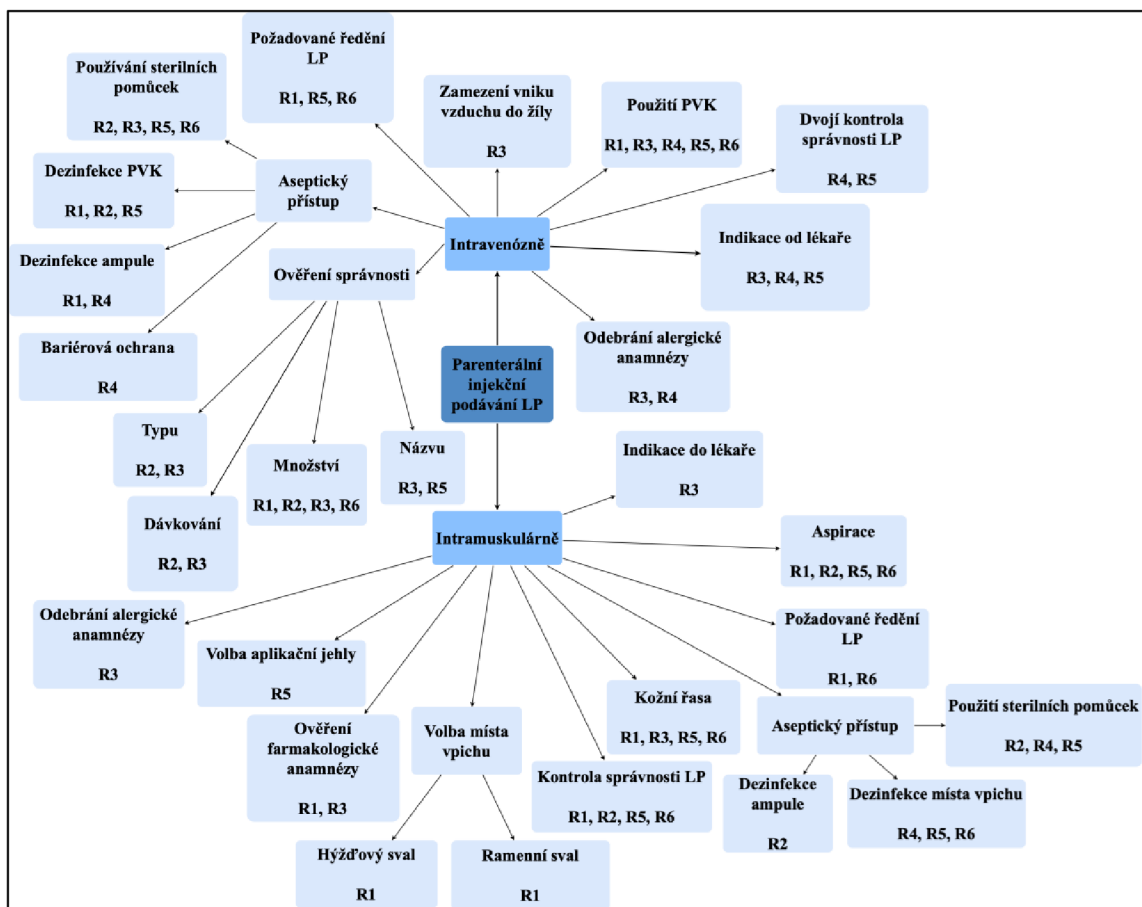 Požadované ředění
LP
R1, R5, R6
Používání sterilních
pomůcek
R2, R3, R5, R6
Zamezení vniku
vzduchu do žíly
R3
Použití PVK
R1, R3, R4, R5, R6
Dvojí kontrola
správnosti LP
R4, R5
Dezinfekce PVK
R1, R2, R5
Aseptický
přístup
Intravenózně
Indikace od lékaře
R3, R4, R5
Dezinfekce ampule
R1, R4
Ověření správnosti
Bariérová ochrana
R4
Odebrání alergické
anamnézy
R3, R4
Parenterální
injekční
podávání LP
Typu
R2, R3
Množství
R1, R2, R3, R6
Názvu
R3, R5
Dávkování
R2, R3
Indikace do lékaře
R3
Intramuskulárně
Aspirace
R1, R2, R5, R6
Odebrání alergické
anamnézy
R3
Volba aplikační jehly
R5
Požadované ředění
LP
R1, R6
Kožní řasa
R1, R3, R5, R6
Ověření
farmakologické
anamnézy
R1, R3
Volba místa
vpichu
Aseptický přístup
Použití sterilních pomůcek
R2, R4, R5
Kontrola správnosti LP
R1, R2, R5, R6
Dezinfekce
ampule
R2
Dezinfekce místa vpichu
R4, R5, R6
Hýžďový sval
R1
Ramenní sval
R1